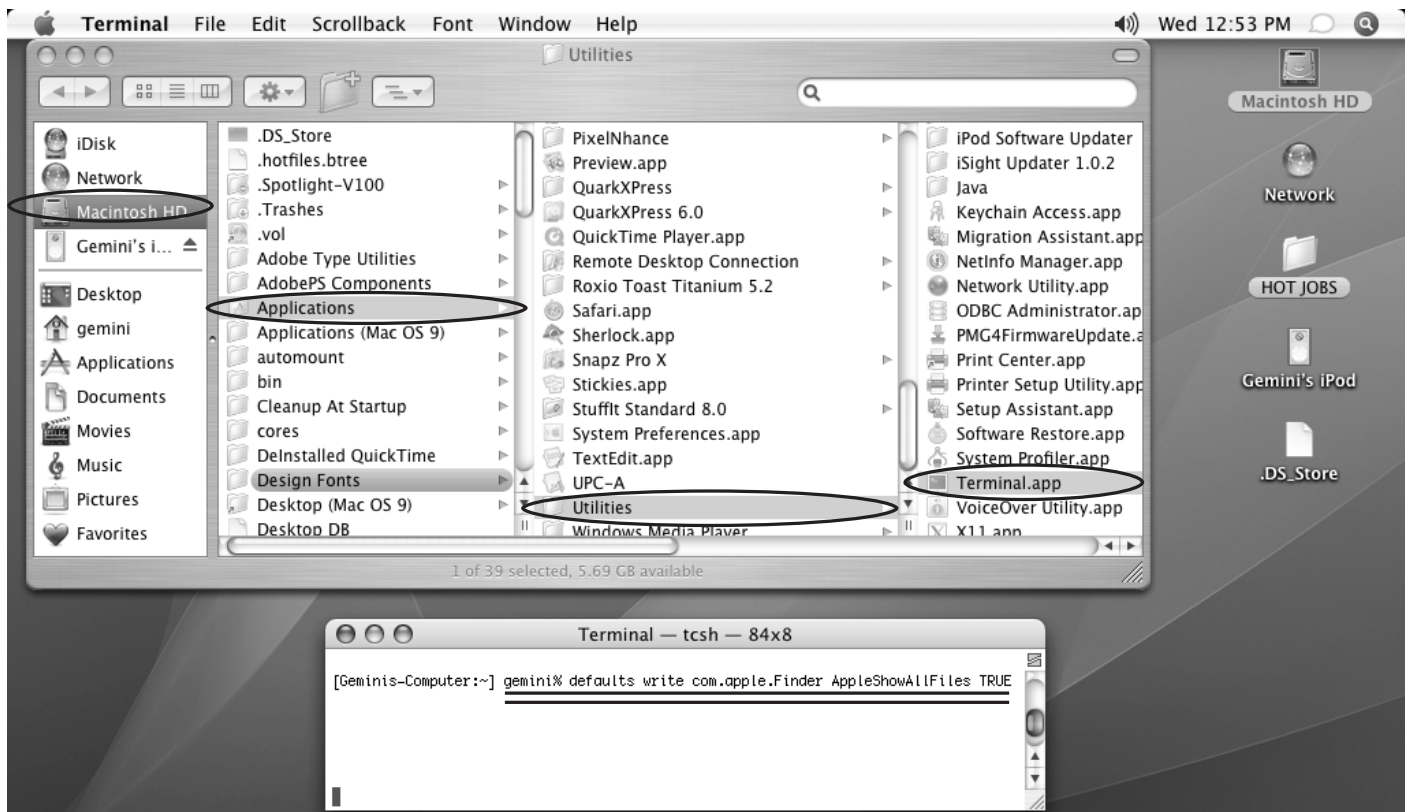 Terminal File Edit Scrollback Font Window Help Wed 12:53 PM
Utilities
iDisk
Network
Macintosh HD
Gemini's i...
Desktop
gemini
Applications
Documents
Movies
Music
Pictures
Favorites
.DS_Store
.hotfiles.btree
.Spotlight-V100
.Trashes
.vol
Adobe Type Utilities
AdobePS Components
Applications
Applications (Mac OS 9)
automount
bin
Cleanup At Startup
cores
DeInstalled QuickTime
Design Fonts
Desktop (Mac OS 9)
Desktop DB
PixelNhance
Preview.app
QuarkXPress
QuarkXPress 6.0
QuickTime Player.app
Remote Desktop Connection
Roxio Toast Titanium 5.2
Safari.app
Sherlock.app
Snapz Pro X
Stickies.app
StuffIt Standard 8.0
System Preferences.app
TextEdit.app
UPC-A
Utilities
Windows Media Player
iPod Software Updater
iSight Updater 1.0.2
Java
Keychain Access.app
Migration Assistant.app
NetInfo Manager.app
Network Utility.app
ODBC Administrator.ap
PMG4FirmwareUpdate.a
Print Center.app
Printer Setup Utility.app
Setup Assistant.app
Software Restore.app
System Profiler.app
Terminal.app
VoiceOver Utility.app
X11.app
1 of 39 selected, 5.69 GB available
Macintosh HD
Network
HOT JOBS
Gemini's iPod
.DS_Store
Terminal — tcsh — 84x8
[Geminis-Computer:~] gemini% defaults write com.apple.Finder AppleShowAllFiles TRUE